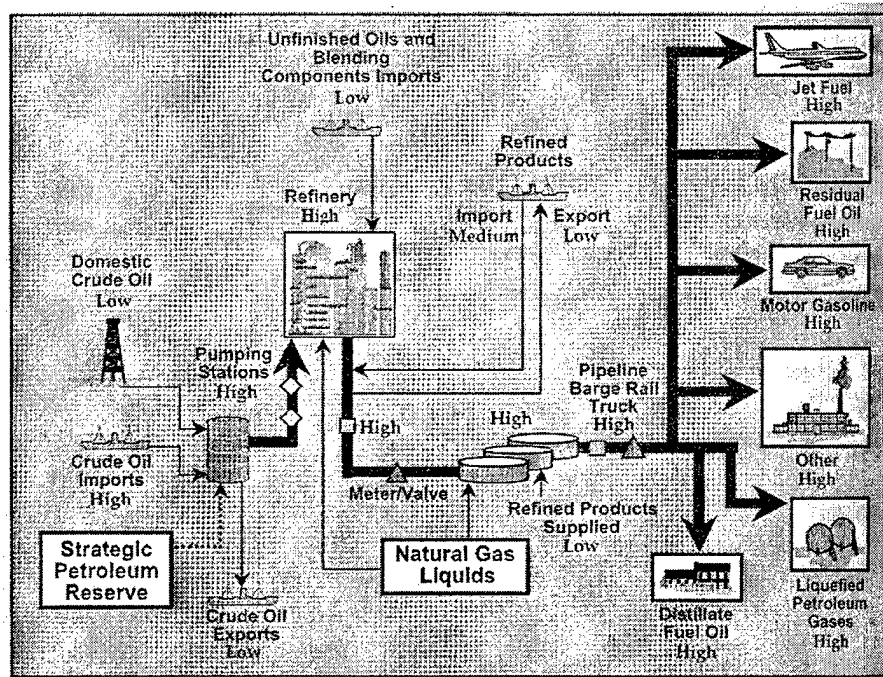 Unfinished Oils and
Blending
Components Imports
Low
Jet Fuel
High
Refined
Products
Refinery
High
Import
Medium
Export
Low
Residual
Fuel Oil
High
Domestic
Crude Oil
Low
Motor Gasoline
High
Pumping
Stations
High
Pipeline
Barge Rail
Truck
High
High
High
Crude Oil
Imports
High
Meter/Valve
Refined Products
Supplied
Low
Other
High
Strategic
Petroleum
Reserve
Natural Gas
Liquids
Crude Oil
Exports
Low
Distillate
Fuel Oil
High
Liquefied
Petroleum
Gases
High